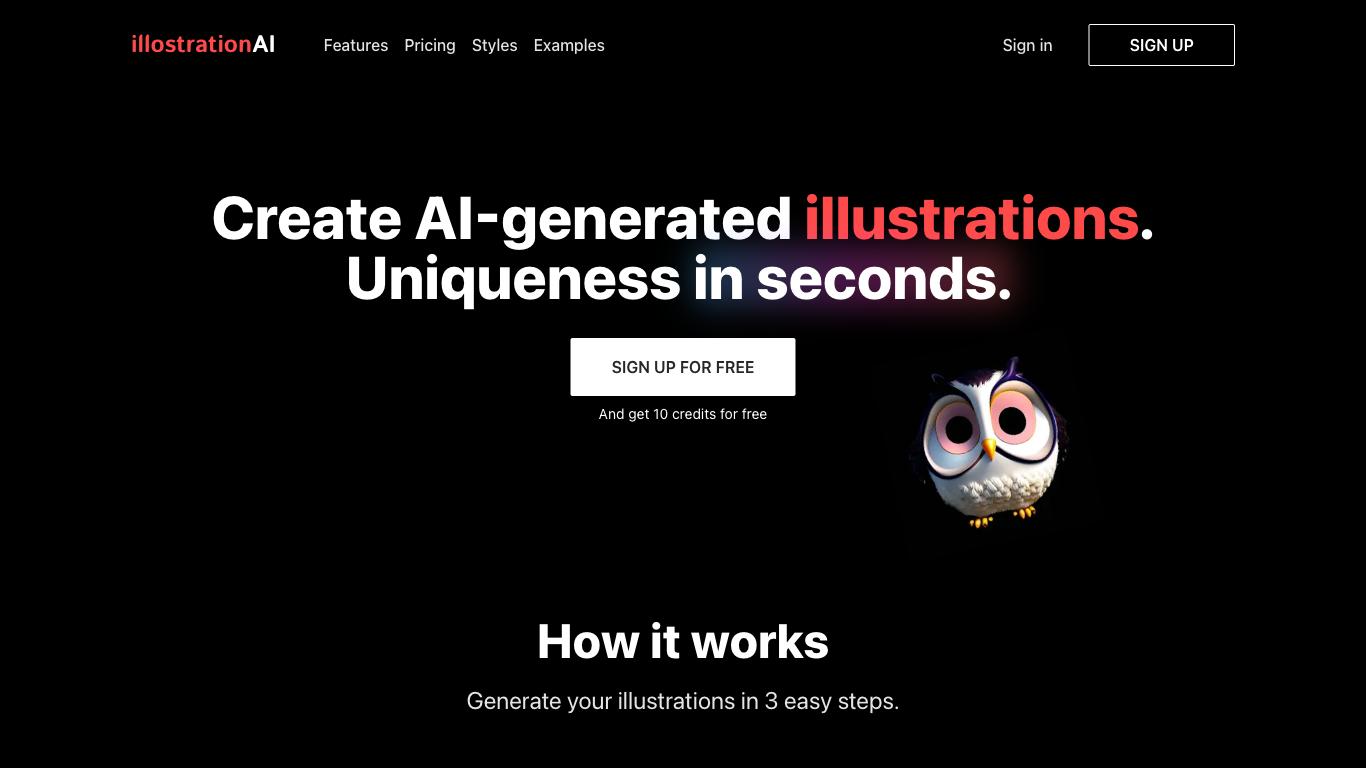 illostrationAI
Features
Pricing
Styles
Examples
Sign in
SIGN UP
Create AI-generated illustrations.
Uniqueness in seconds.
SIGN UP FOR FREE
And get 10 credits for free
How it works
Generate your illustrations in 3 easy steps.